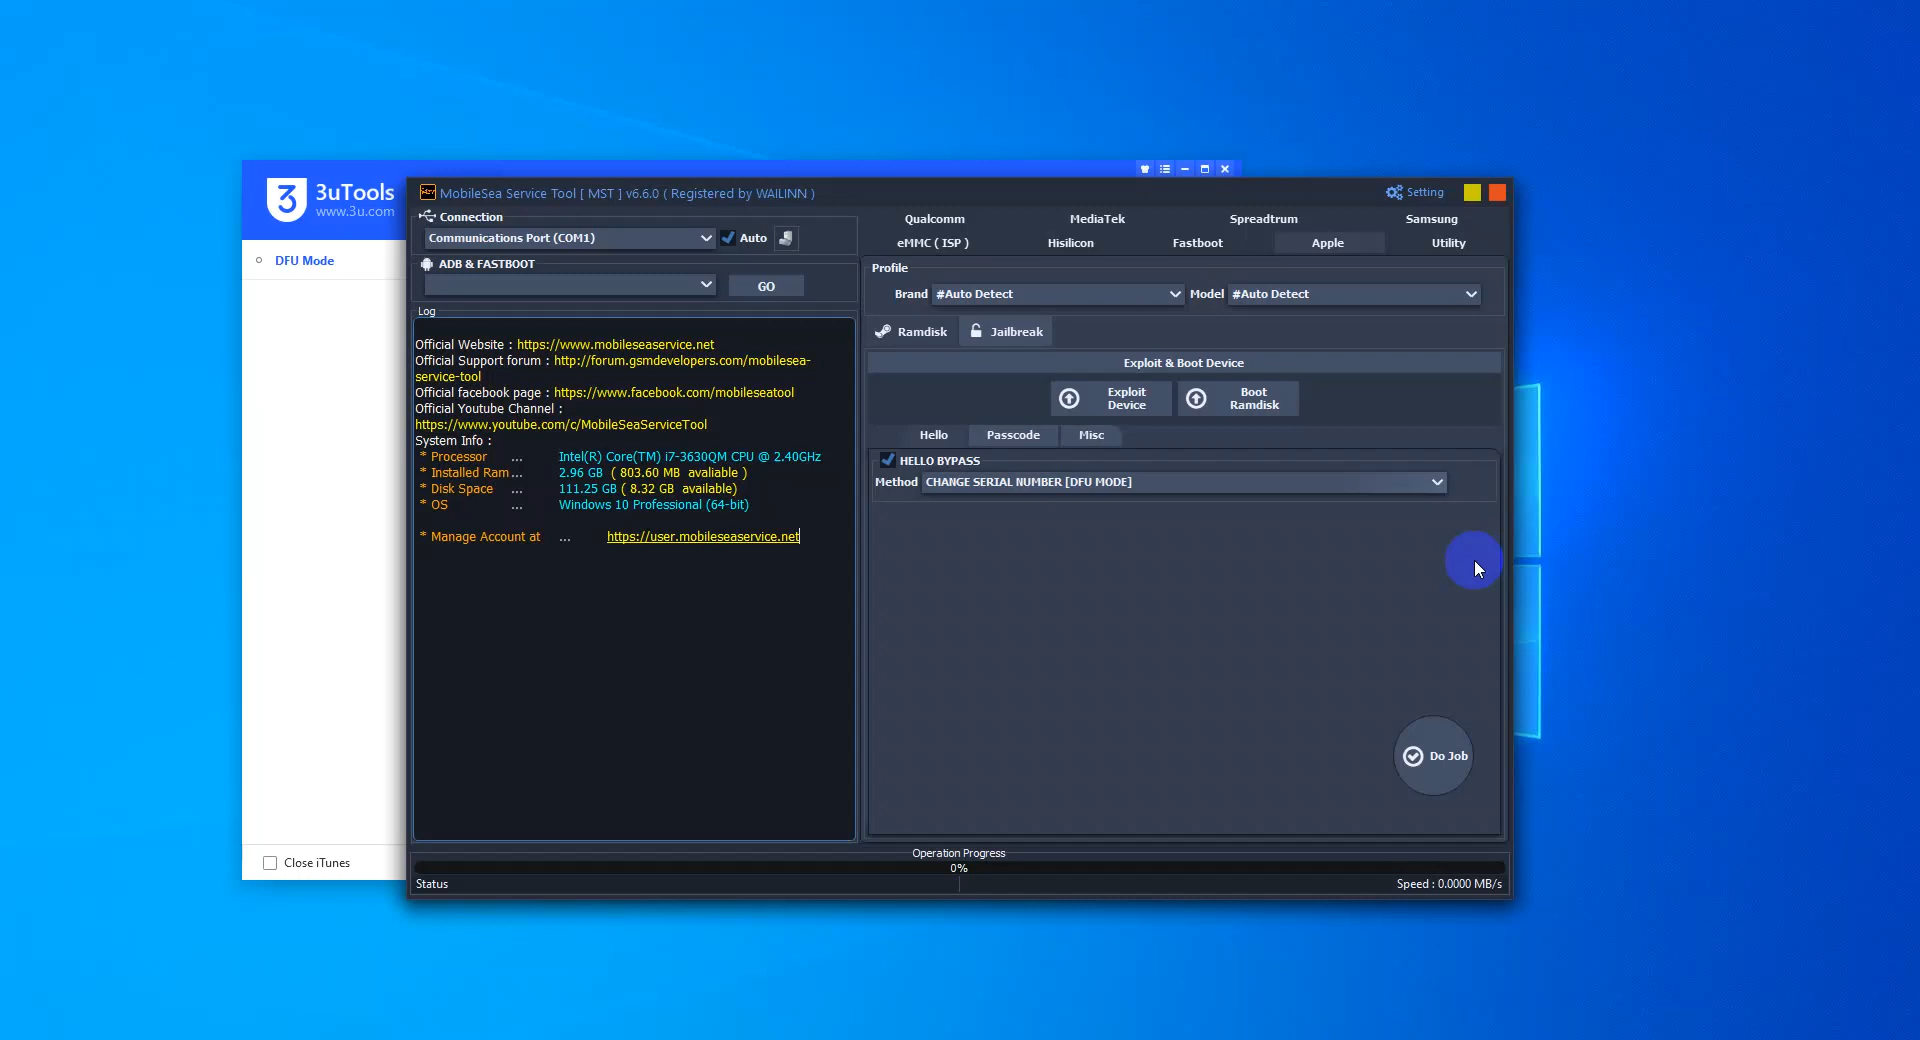 3uTools
www.3u.com
DFU Mode
Close iTunes
MobileSea Service Tool [ MST ] v6.6.0 ( Registered by WAILINN )
Setting
Connection
Communications Port (COM1)
Auto
ADB & FASTBOOT
GO
Log
Official Website : https://www.mobileseaservice.net
Official Support forum : http://forum.gsmdevelopers.com/mobilesea-
service-tool
Official facebook page : https://www.facebook.com/mobileseatool
Official Youtube Channel :
https://www.youtube.com/c/MobileSeaServiceTool
System Info :
* Processor ... Intel(R) Core(TM) i7-3630QM CPU @ 2.40GHz
* Installed Ram ... 2.96 GB ( 803.60 MB avaliable )
* Disk Space ... 111.25 GB ( 8.32 GB available)
* OS ... Windows 10 Professional (64-bit)
* Manage Account at ... https://user.mobileseaservice.net
Qualcomm MediaTek Spreadtrum Samsung
eMMC ( ISP ) Hisilicon Fastboot Apple Utility
Profile
Brand #Auto Detect Model #Auto Detect
Ramdisk Jailbreak
Exploit & Boot Device
Exploit
Device
Boot
Ramdisk
Hello Passcode Misc
HELLO BYPASS
Method CHANGE SERIAL NUMBER [DFU MODE]
Do Job
Operation Progress
0%
Status
Speed : 0.0000 MB/s